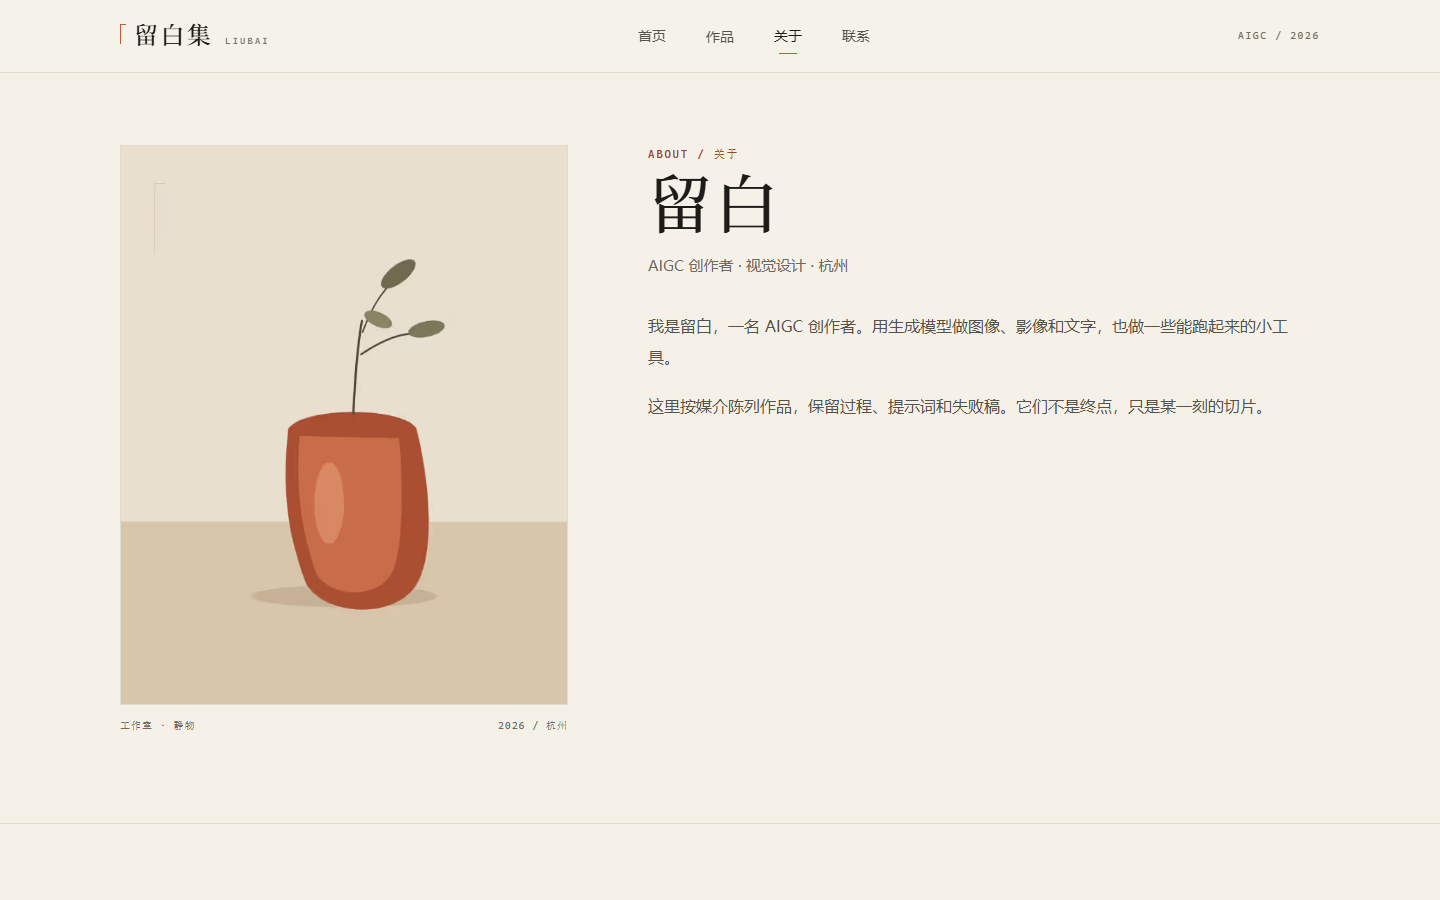 留白集 LIUBAI
首页 作品 关于 联系
AIGC / 2026
ABOUT / 关于
留白
AIGC 创作者 · 视觉设计 · 杭州
我是留白，一名 AIGC 创作者。用生成模型做图像、影像和文字，也做一些能跑起来的小工
具。
这里按媒介陈列作品，保留过程、提示词和失败稿。它们不是终点，只是某一刻的切片。
工作室 · 静物
2026 / 杭州